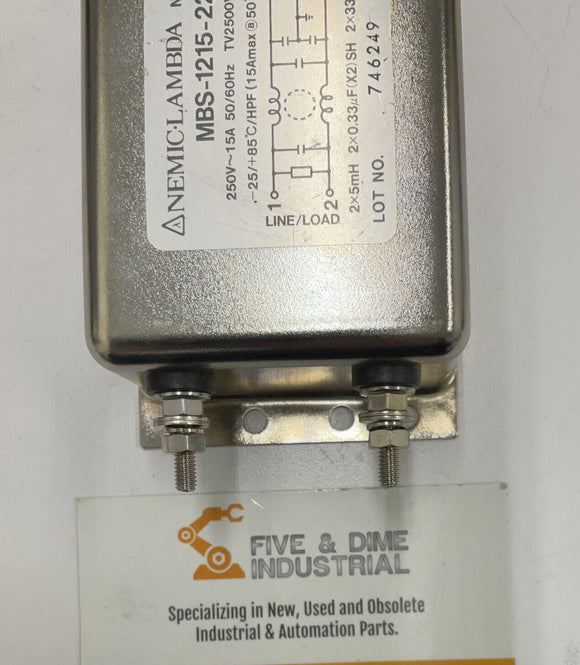 NEMIC-LAMBDA
MBS-1215-22
250V~15A 50/60Hz TV2500V
-25/+85℃/HPF (15Amax @50°
1
2
LINE/LOAD
2×5mH 2×0.33μF(X2)SH 2×33
LOT NO. 746249
FIVE & DIME
INDUSTRIAL
Specializing in New, Used and Obsolete
Industrial & Automation Parts.